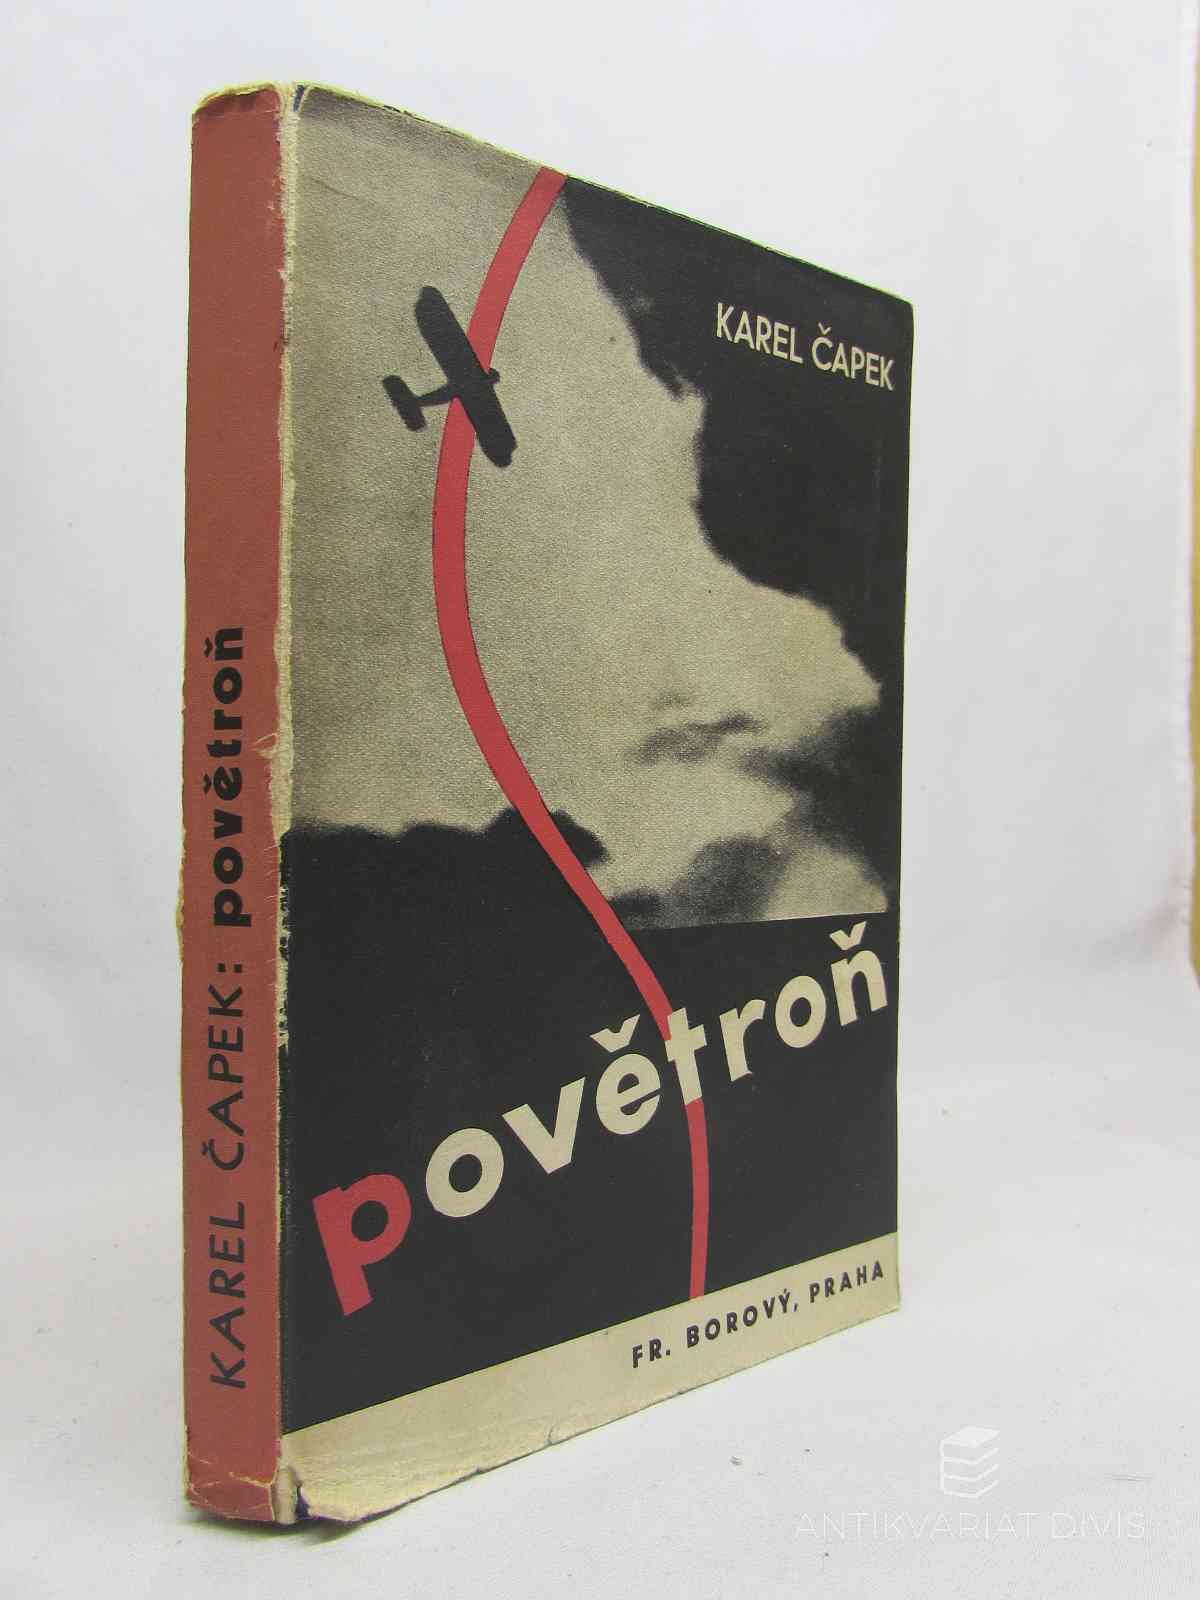 KAREL ČAPEK: povětroň
KAREL ČAPEK
povětroň
FR. BOROVÝ, PRAHA
ANTIKVARIAT DIVIS